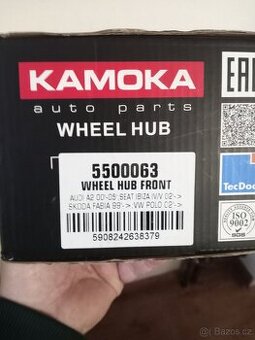 KAMOKA
auto parts
WHEEL HUB
EAC
5500063
WHEEL HUB FRONT
AUDI A2 00'-05',SEAT IBIZA IV/V 02'->
SKODA FABIA 99'-> ,VW POLO 02'->
5908242638379
TecDoc
ISO
9002
bazos.cz